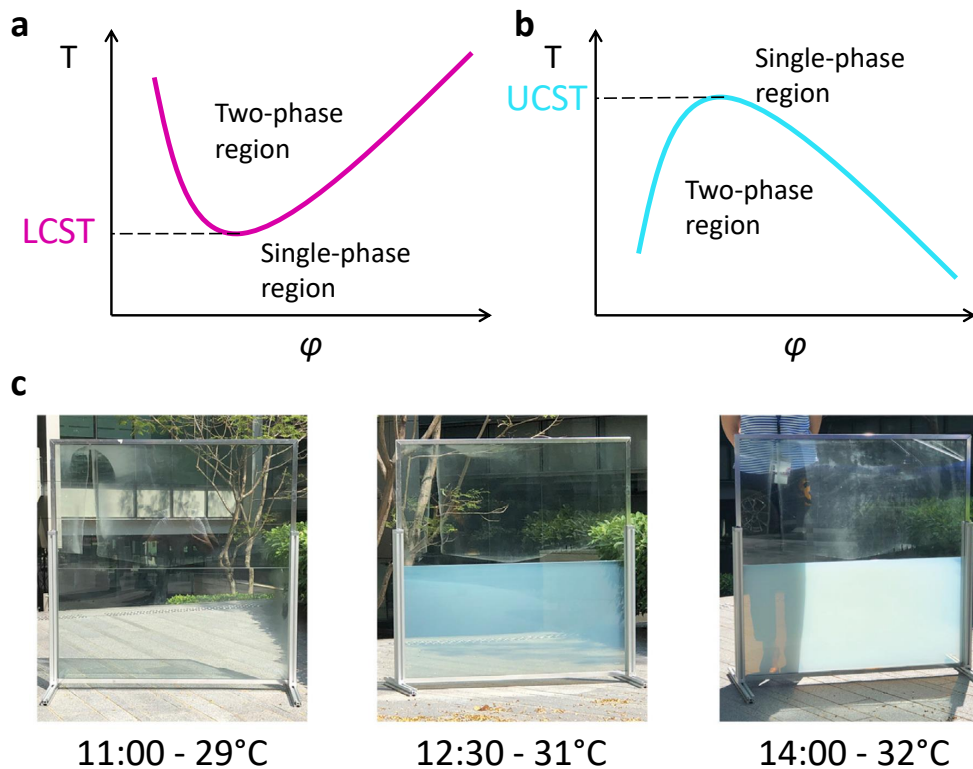 a
T
Two-phase
region
LCST
Single-phase
region
φ
b
T
UCST
Single-phase
region
Two-phase
region
φ
c
11:00 - 29°C
12:30 - 31°C
14:00 - 32°C